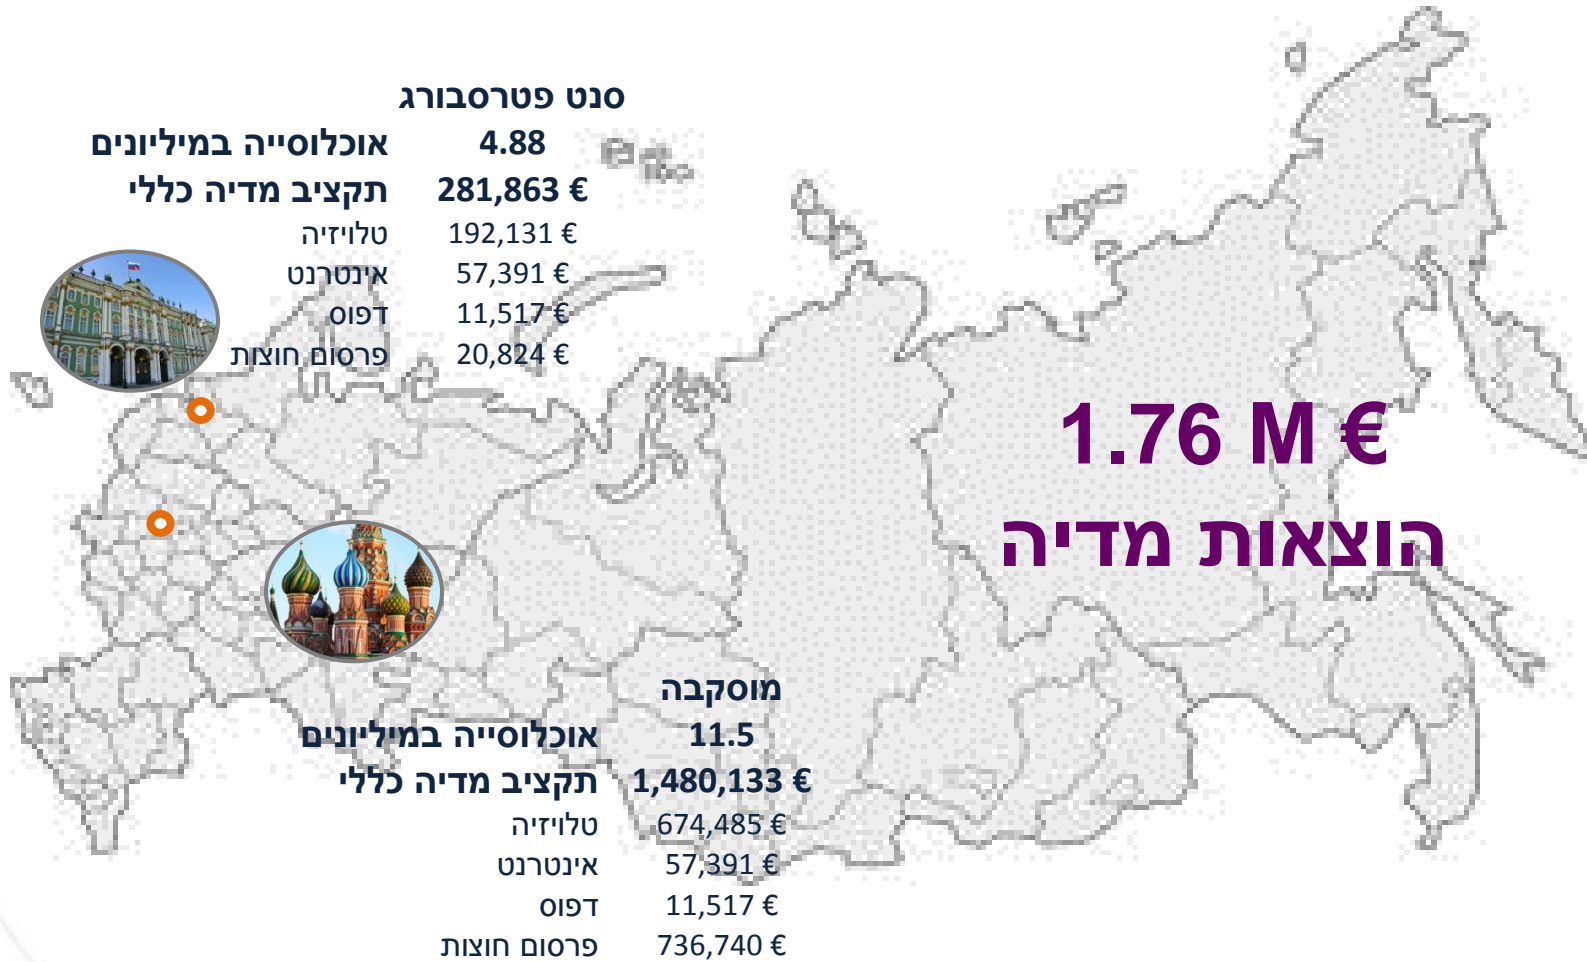 סנט פטרסבורג
אוכלוסייה במיליונים 4.88
תקציב מדיה כללי 281,863 €
טלויזיה 192,131 €
אינטרנט 57,391 €
דפוס 11,517 €
פרסום חוצות 20,824 €
1.76 M €
הוצאות מדיה
מוסקבה
אוכלוסייה במיליונים 11.5
תקציב מדיה כללי 1,480,133 €
טלויזיה 674,485 €
אינטרנט 57,391 €
דפוס 11,517 €
פרסום חוצות 736,740 €